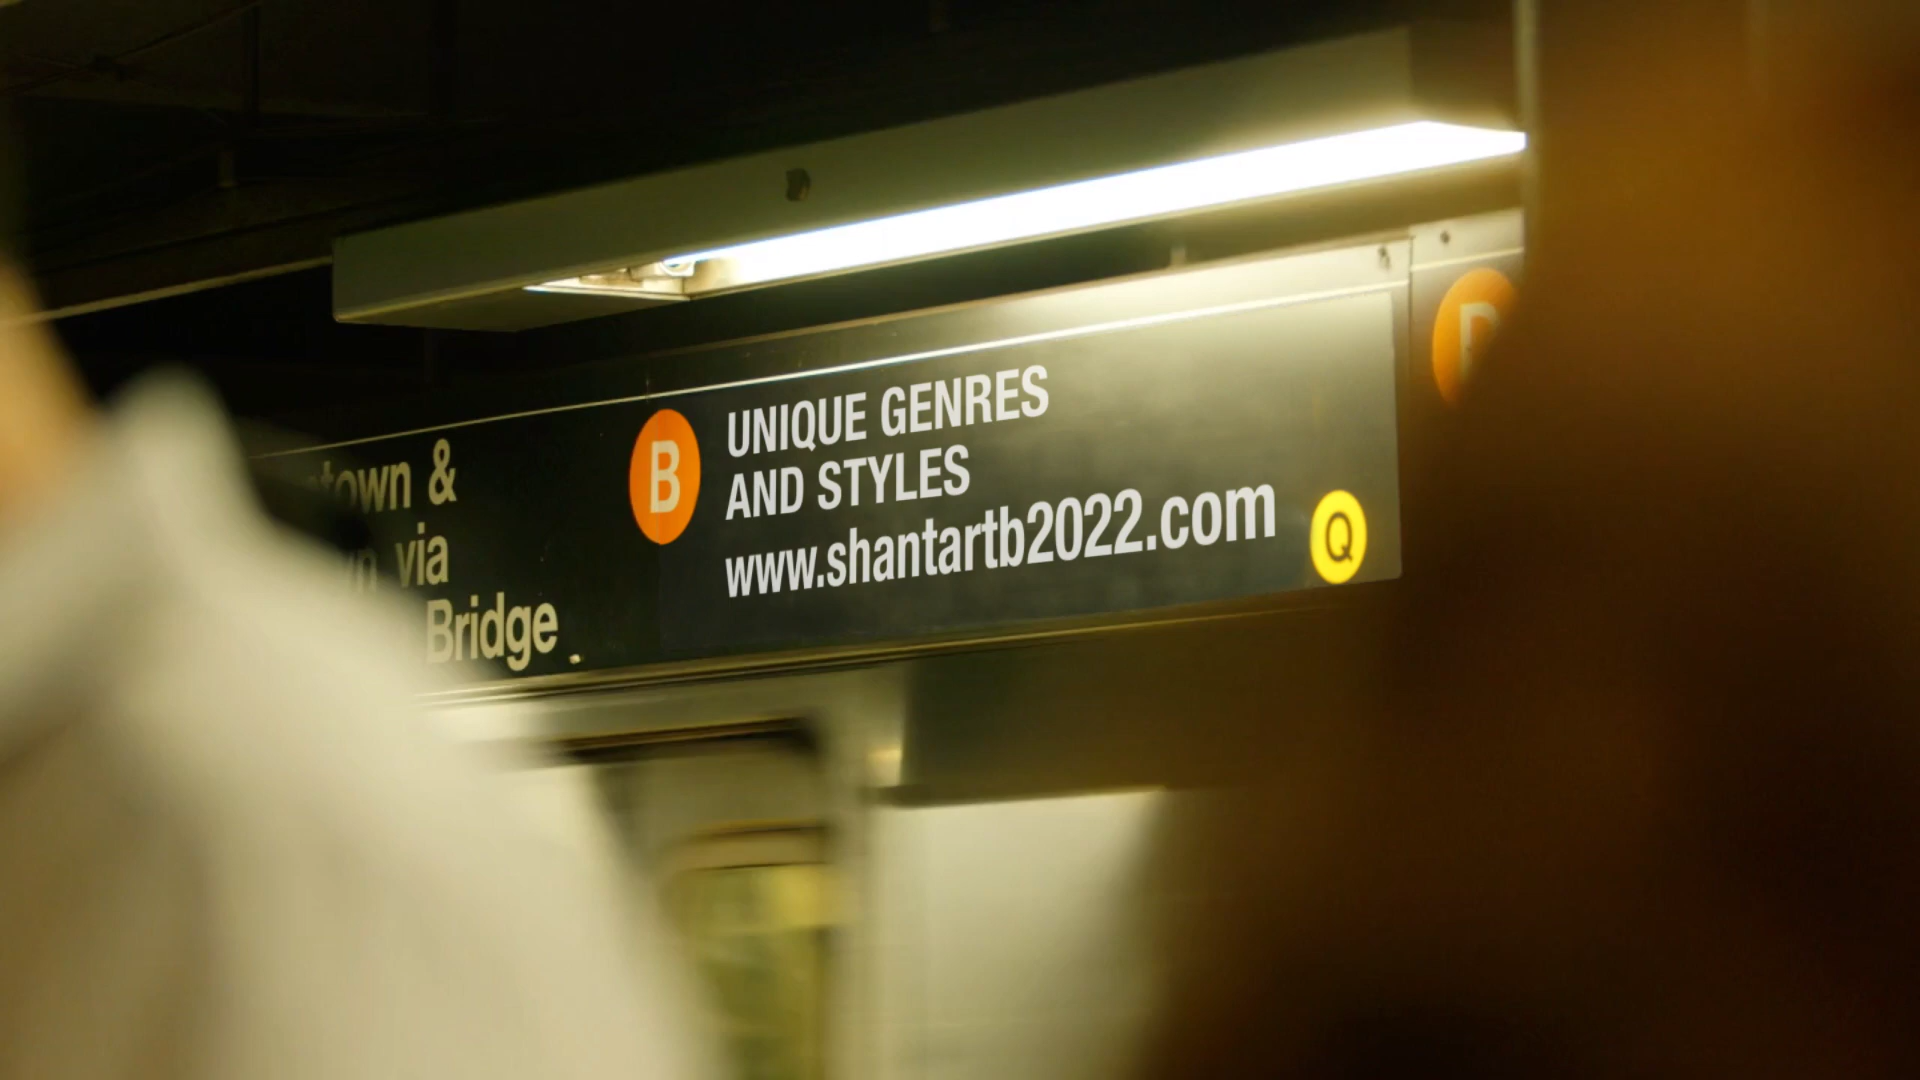 town &
via
Bridge
B
UNIQUE GENRES
AND STYLES
www.shantartb2022.com
Q